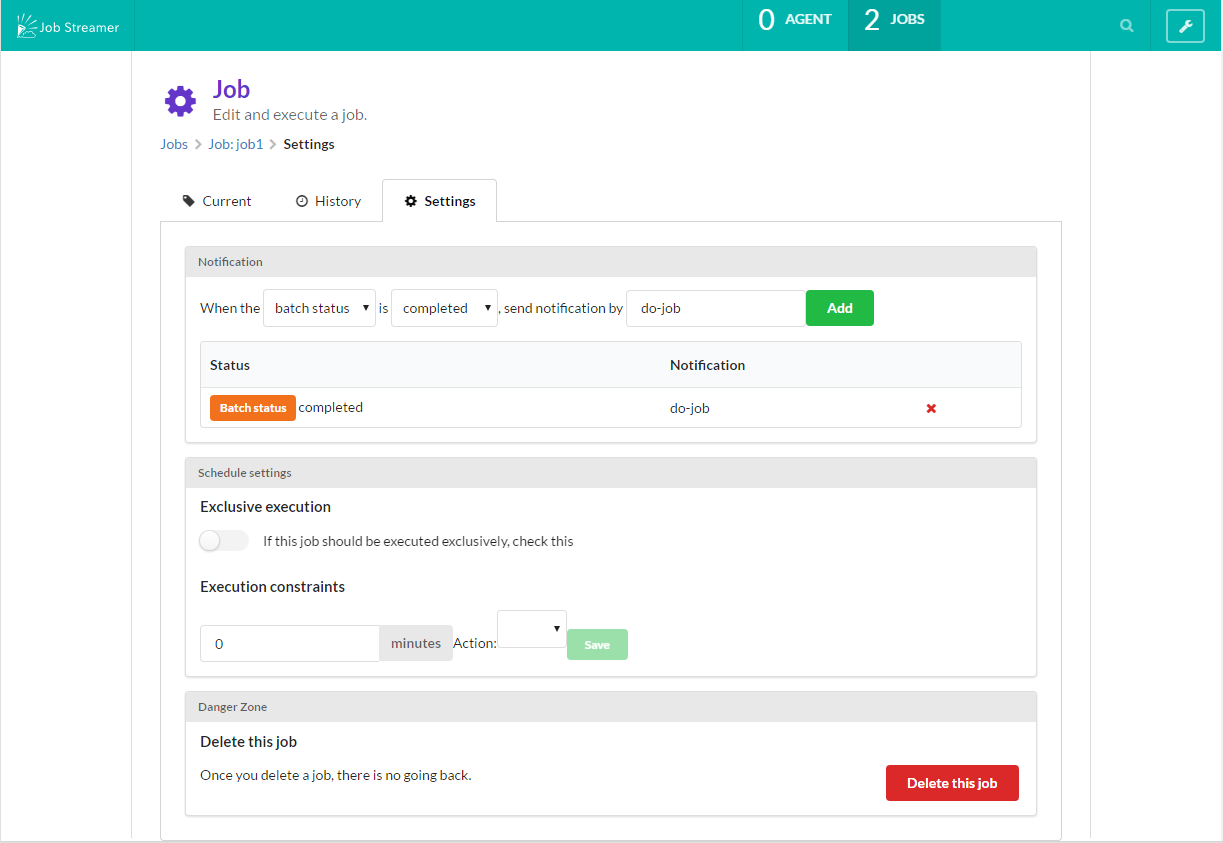 Job Streamer
0 AGENT
2 JOBS
Job
Edit and execute a job.
Jobs Job: job1 Settings
Current History Settings
Notification
When the batch status is completed , send notification by do-job Add
Status Notification
Batch status completed do-job
Schedule settings
Exclusive execution
If this job should be executed exclusively, check this
Execution constraints
0 minutes Action: Save
Danger Zone
Delete this job
Once you delete a job, there is no going back.
Delete this job